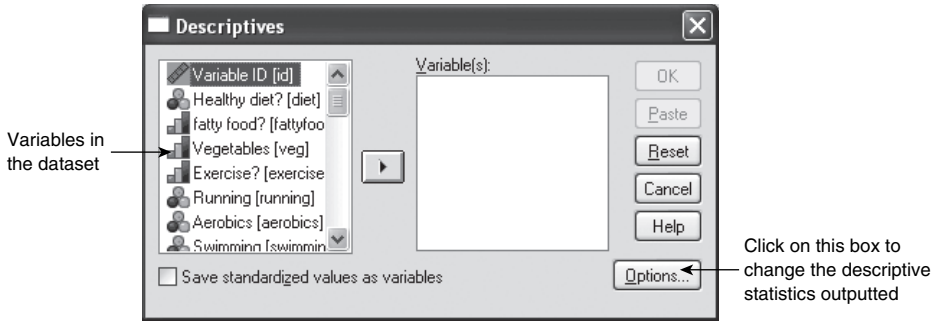 Descriptives
Variable ID [id]
Healthy diet? [diet]
fatty food? [fattyfoo
Vegetables [veg]
Exercise? [exercise
Running [running]
Aerobics [aerobics]
Swimming [swimmin
Variable(s):
OK
Paste
Reset
Cancel
Help
Save standardized values as variables
Options...
Variables in
the dataset
Click on this box to
change the descriptive
statistics outputted